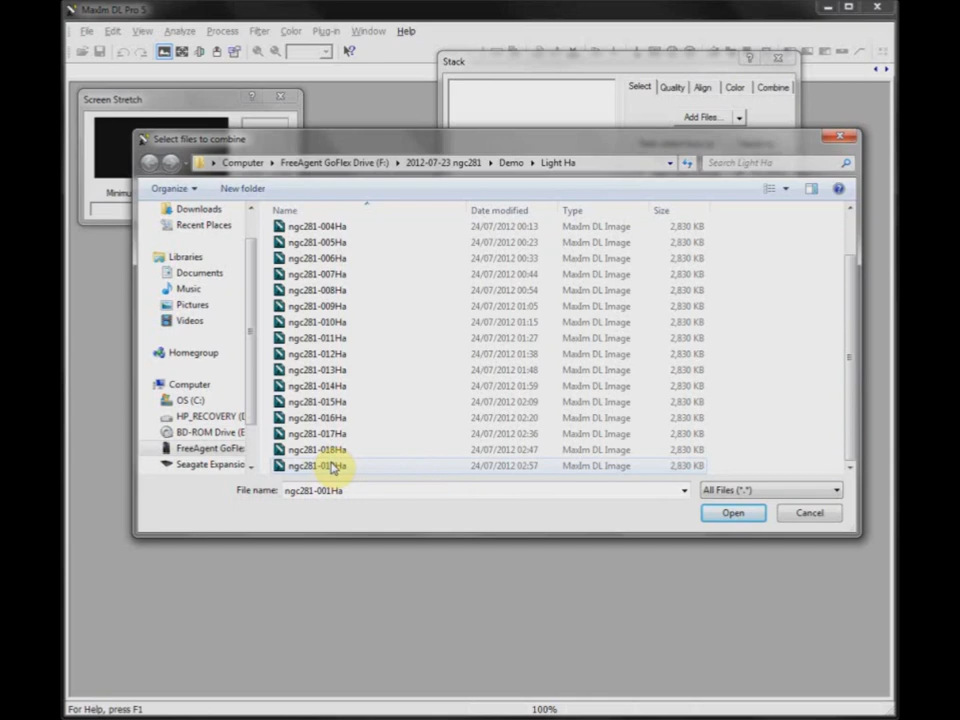 MaxIm DL Pro 5
File Edit View Analyze Process Filter Color Plug-in Window Help
Stack
Select Quality Align Color Combine
Add Files...
Screen Stretch
Select files to combine
Computer FreeAgent GoFlex Drive (F:) 2012-07-23 ngc281 Demo Light Ha Search Light Ha
Organize New folder
Name Date modified Type Size
Downloads
Recent Places
Libraries
Documents
Music
Pictures
Videos
Homegroup
Computer
OS (C:)
HP_RECOVERY (
BD-ROM Drive (E
FreeAgent GoFle
Seagate Expansio
ngc281-004Ha 24/07/2012 00:13 MaxIm DL Image 2,830 KB
ngc281-005Ha 24/07/2012 00:23 MaxIm DL Image 2,830 KB
ngc281-006Ha 24/07/2012 00:33 MaxIm DL Image 2,830 KB
ngc281-007Ha 24/07/2012 00:44 MaxIm DL Image 2,830 KB
ngc281-008Ha 24/07/2012 00:54 MaxIm DL Image 2,830 KB
ngc281-009Ha 24/07/2012 01:05 MaxIm DL Image 2,830 KB
ngc281-010Ha 24/07/2012 01:15 MaxIm DL Image 2,830 KB
ngc281-011Ha 24/07/2012 01:27 MaxIm DL Image 2,830 KB
ngc281-012Ha 24/07/2012 01:38 MaxIm DL Image 2,830 KB
ngc281-013Ha 24/07/2012 01:48 MaxIm DL Image 2,830 KB
ngc281-014Ha 24/07/2012 01:59 MaxIm DL Image 2,830 KB
ngc281-015Ha 24/07/2012 02:09 MaxIm DL Image 2,830 KB
ngc281-016Ha 24/07/2012 02:20 MaxIm DL Image 2,830 KB
ngc281-017Ha 24/07/2012 02:36 MaxIm DL Image 2,830 KB
ngc281-018Ha 24/07/2012 02:47 MaxIm DL Image 2,830 KB
ngc281-019Ha 24/07/2012 02:57 MaxIm DL Image 2,830 KB
File name: ngc281-001Ha All Files (*.*)
Open Cancel
For Help, press F1 100%